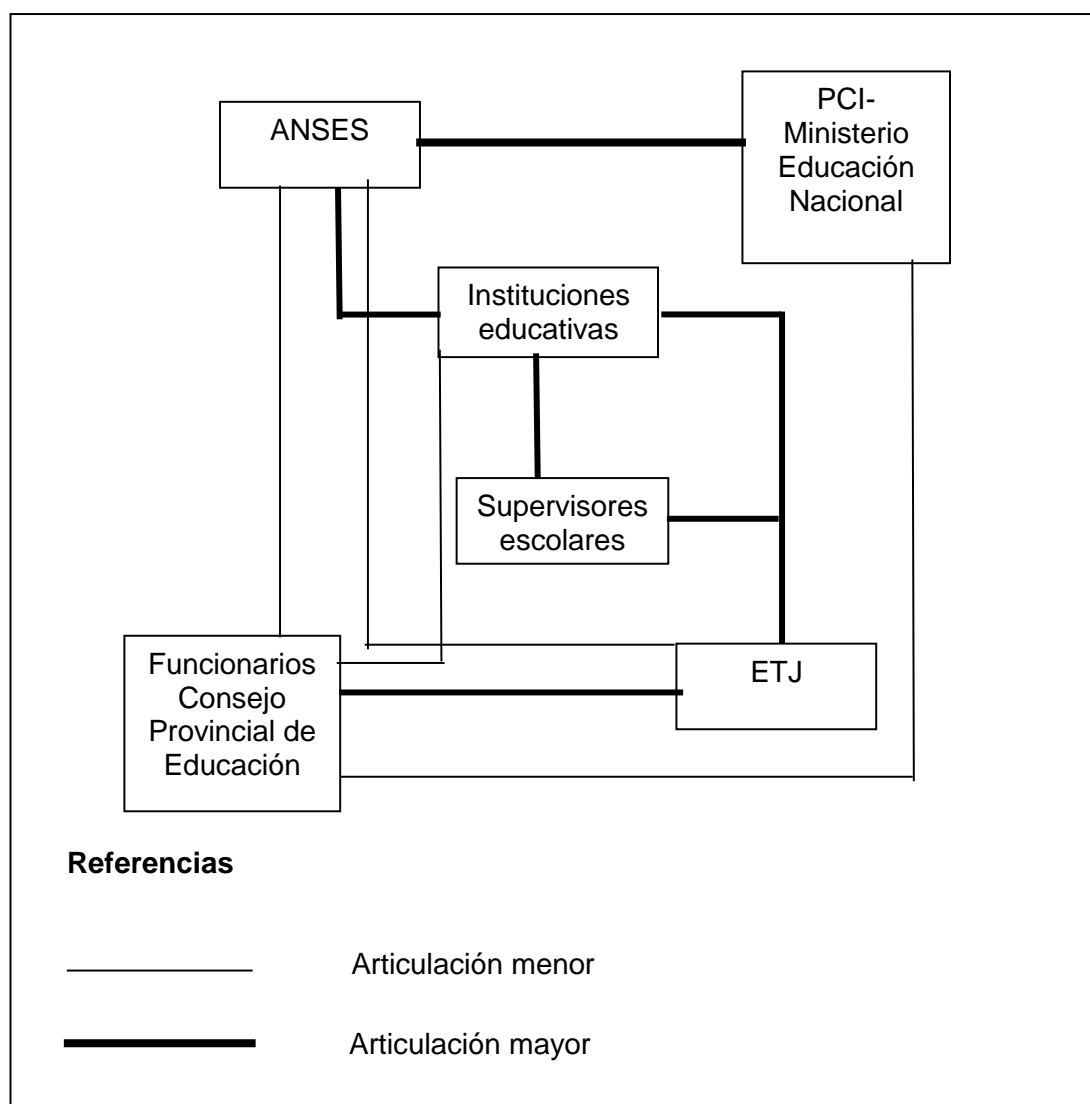 ANSES
PCI-
Ministerio
Educación
Nacional
Instituciones
educativas
Supervisores
escolares
Funcionarios
Consejo
Provincial de
Educación
ETJ
Referencias
Articulación menor
Articulación mayor